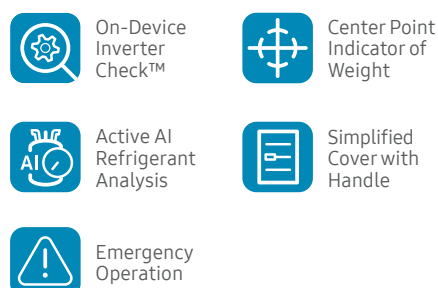 On-Device
Inverter
Check™
Center Point
Indicator of
Weight
AI
Active AI
Refrigerant
Analysis
Simplified
Cover with
Handle
Emergency
Operation